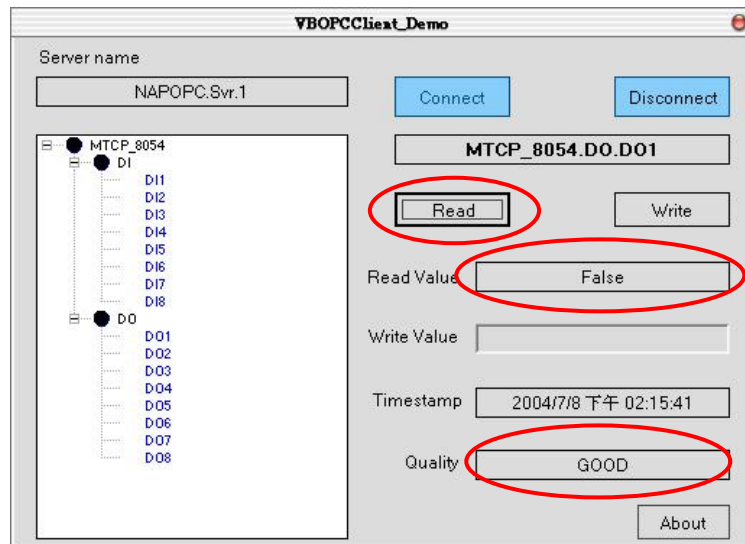 VBOPCClient_Demo
Server name
NAPOPC.Svr.1
Connect
Disconnect
MTCP_8054
DI
DI1
DI2
DI3
DI4
DI5
DI6
DI7
DI8
DO
DO1
DO2
DO3
DO4
DO5
DO6
DO7
DO8
MTCP_8054.DO.DO1
Read
Write
Read Value
False
Write Value
Timestamp
2004/7/8 下午 02:15:41
Quality
GOOD
About